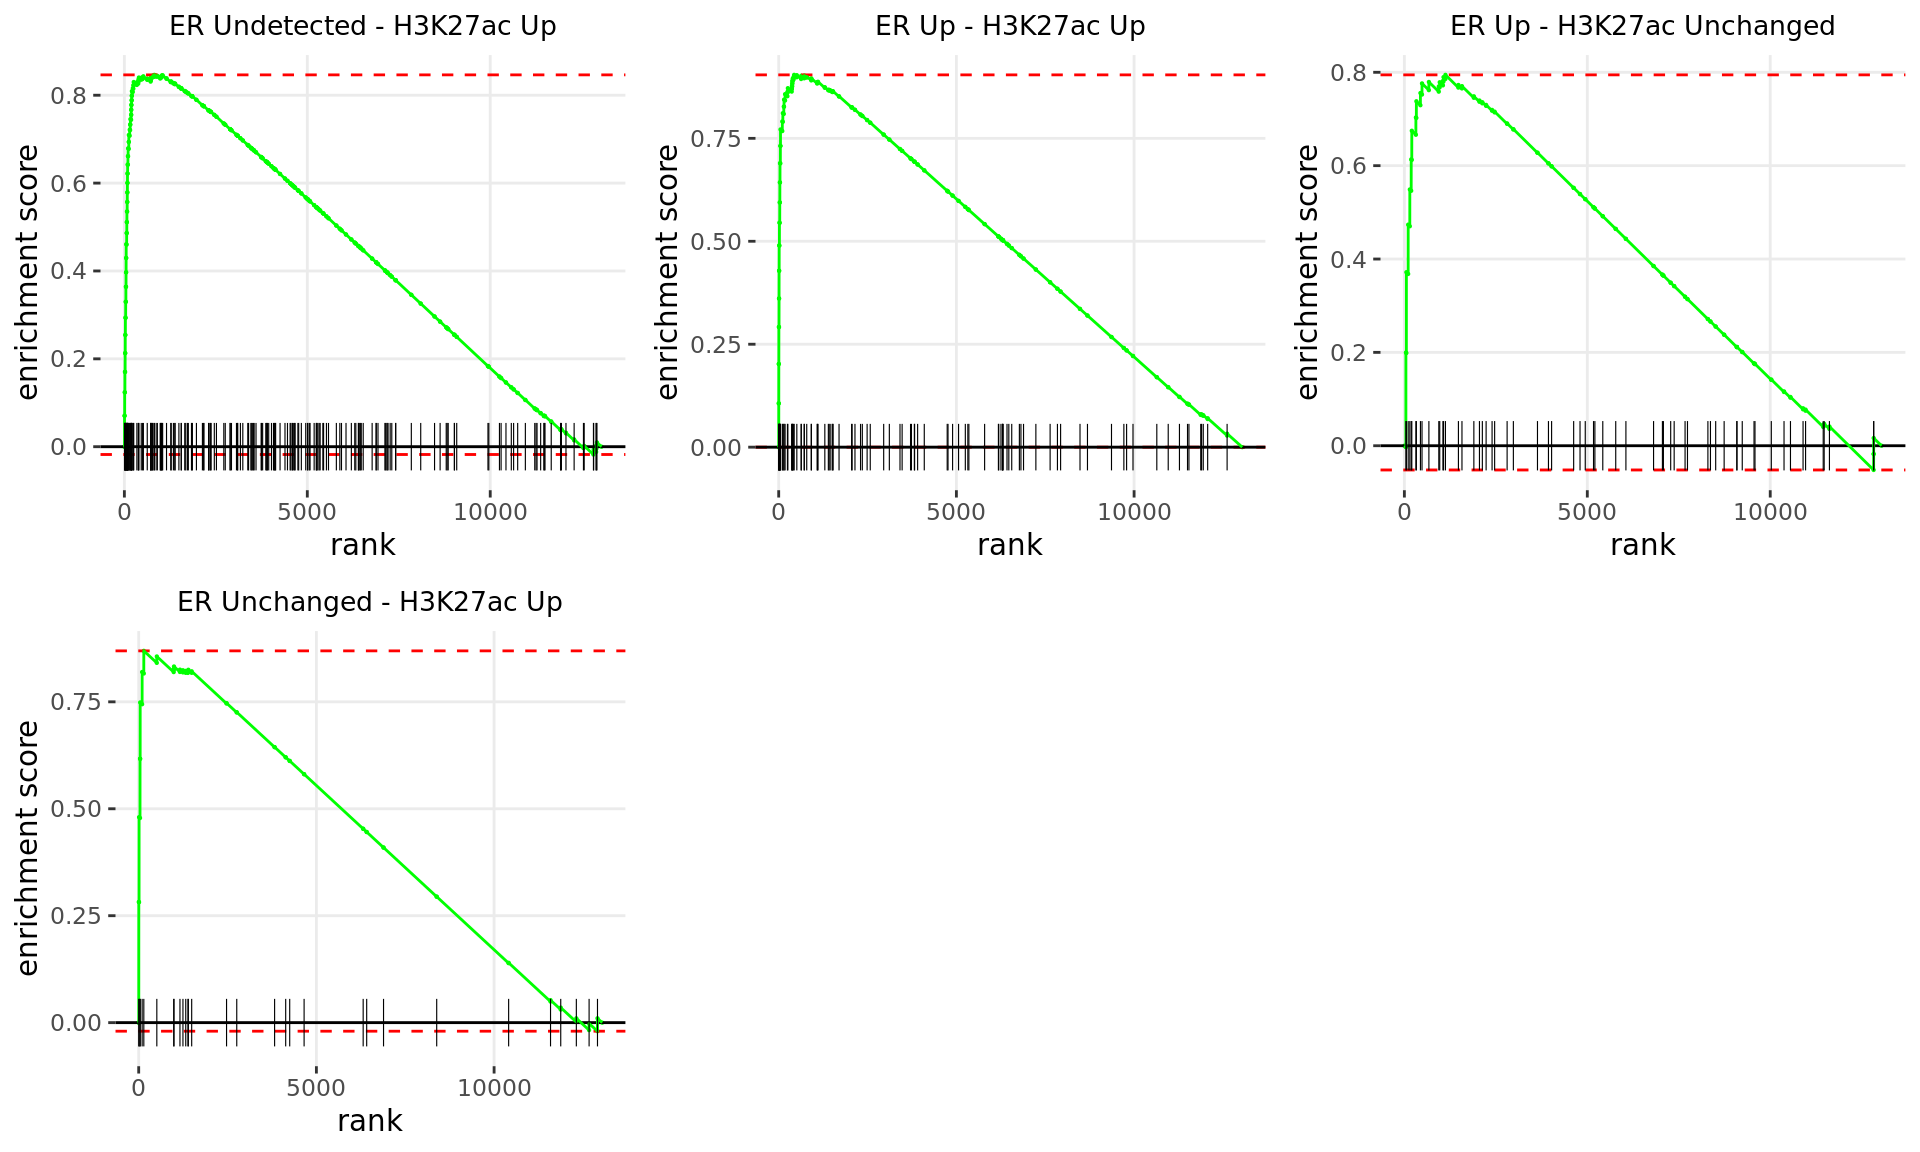 ER Undetected - H3K27ac Up
enrichment score
0.8
0.6
0.4
0.2
0.0
0 5000 10000
rank
ER Up - H3K27ac Up
enrichment score
0.75
0.50
0.25
0.00
0 5000 10000
rank
ER Up - H3K27ac Unchanged
enrichment score
0.8
0.6
0.4
0.2
0.0
0 5000 10000
rank
ER Unchanged - H3K27ac Up
enrichment score
0.75
0.50
0.25
0.00
0 5000 10000
rank